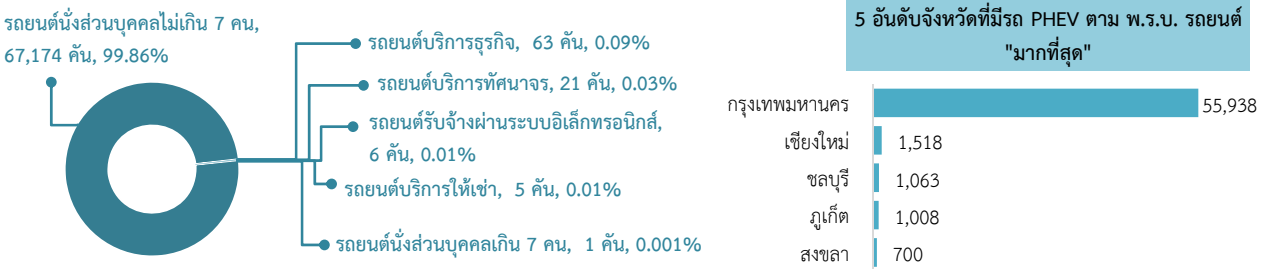 รถยนต์นั่งส่วนบุคคลไม่เกิน 7 คน,
67,174 คัน, 99.86%
รถยนต์บริการธุรกิจ, 63 คัน, 0.09%
รถยนต์บริการทัศนาจร, 21 คัน, 0.03%
รถยนต์รับจ้างผ่านระบบอิเล็กทรอนิกส์,
6 คัน, 0.01%
รถยนต์บริการให้เช่า, 5 คัน, 0.01%
รถยนต์นั่งส่วนบุคคลเกิน 7 คน, 1 คัน, 0.001%
5 อันดับจังหวัดที่มีรถ PHEV ตาม พ.ร.บ. รถยนต์
"มากที่สุด"
กรุงเทพมหานคร 55,938
เชียงใหม่ 1,518
ชลบุรี 1,063
ภูเก็ต 1,008
สงขลา 700